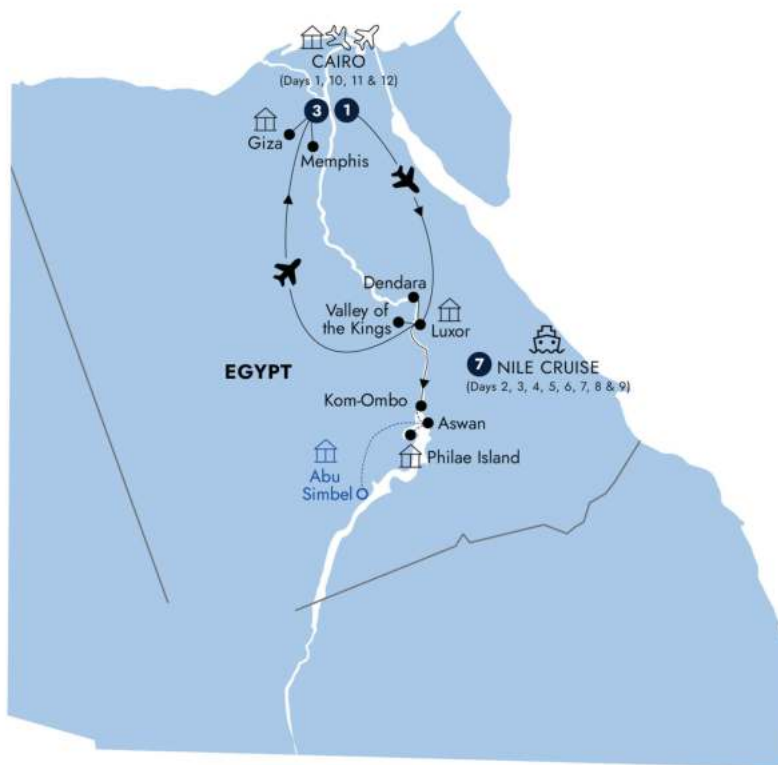 CAIRO
(Days 1, 10, 11 & 12)
3
1
Giza
Memphis
Dendara
Valley of
the Kings
Luxor
7
NILE CRUISE
(Days 2, 3, 4, 5, 6, 7, 8 & 9)
EGYPT
Kom-Ombo
Aswan
Philae Island
Abu
Simbel